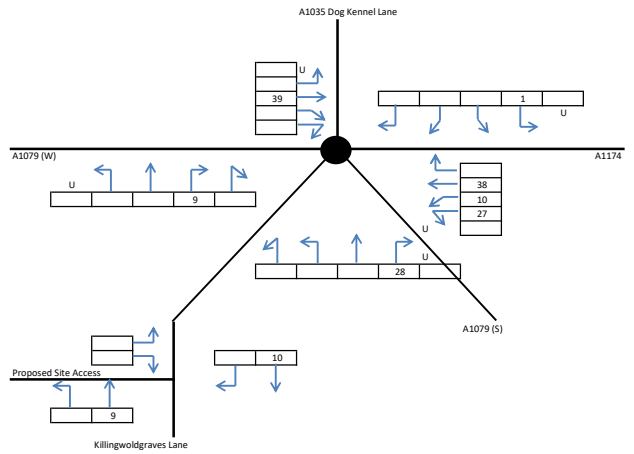 A1035 Dog Kennel Lane
U
39
1
U
A1079 (W)
A1174
U
9
38
10
27
U
U
28
A1079 (S)
10
Proposed Site Access
9
Killingwoldgraves Lane